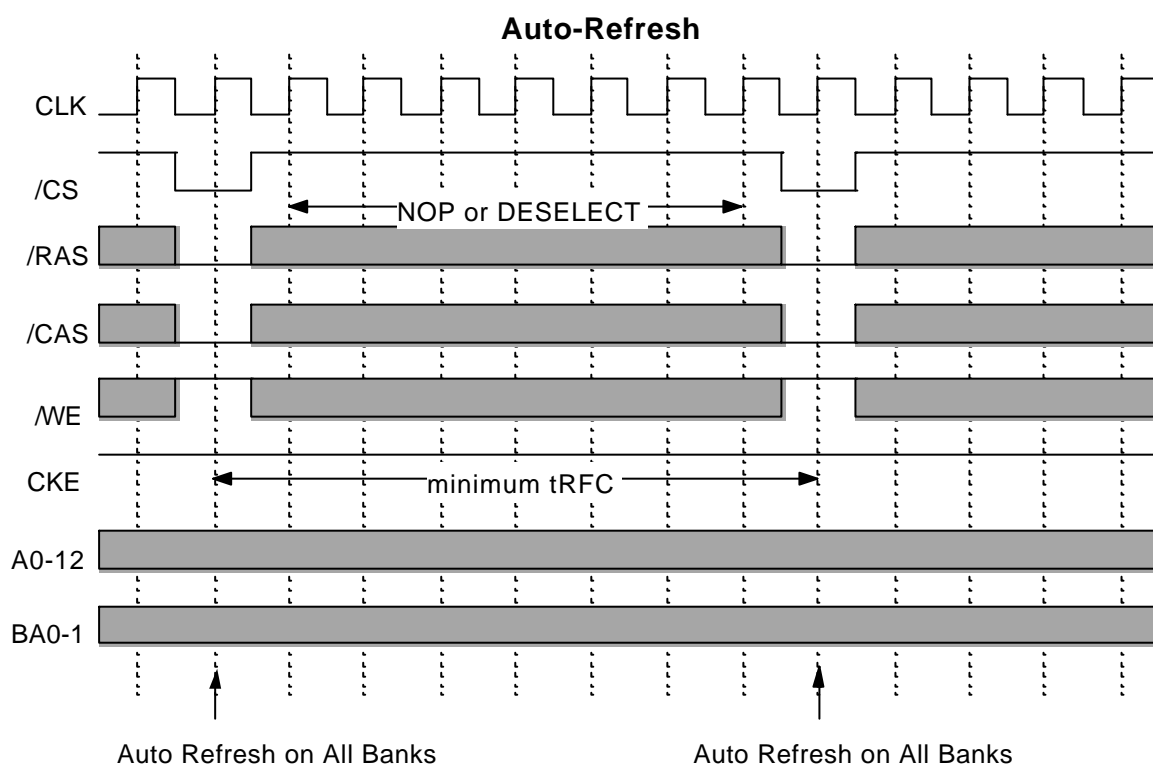 Auto-Refresh
CLK
/CS
NOP or DESELECT
/RAS
/CAS
/WE
CKE
minimum tRFC
A0-12
BA0-1
Auto Refresh on All Banks
Auto Refresh on All Banks